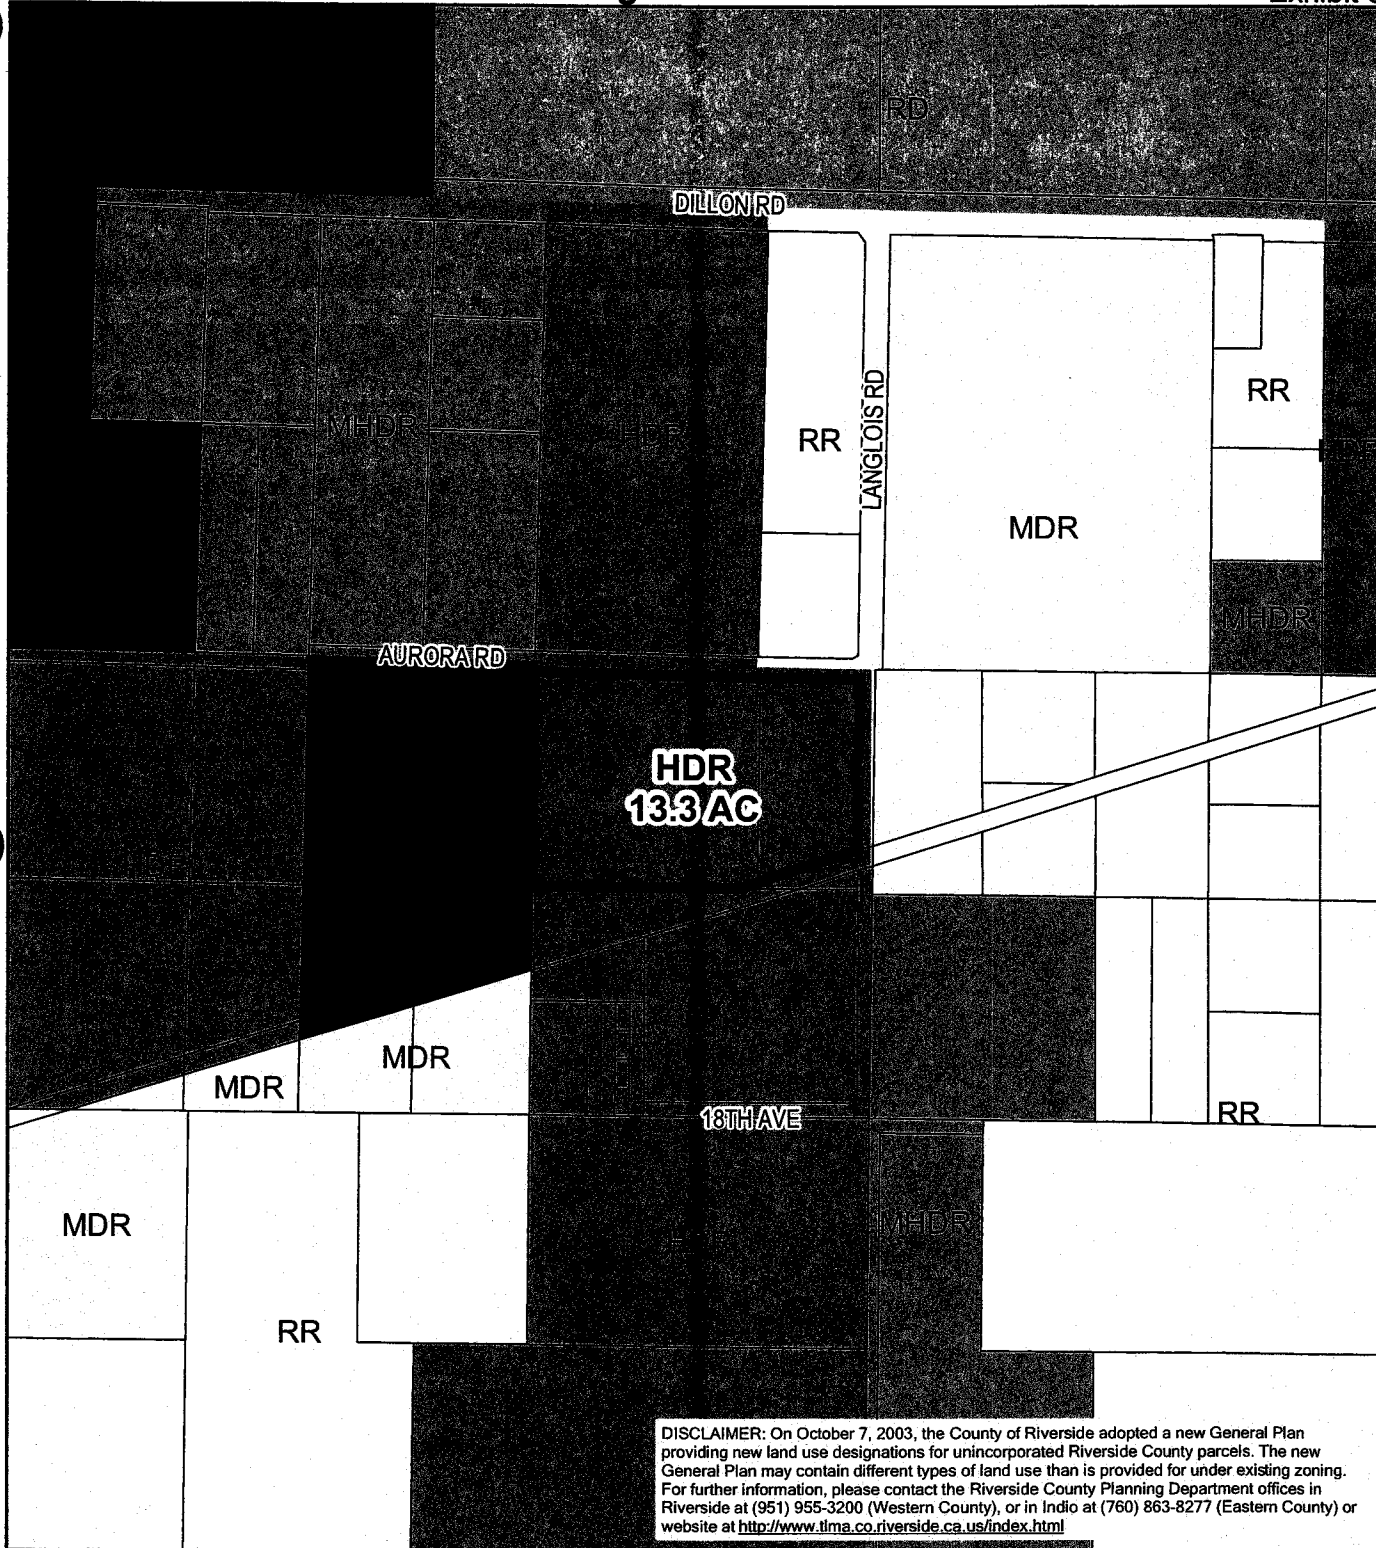 RD
DILLON RD
RR
LANGLOIS RD
RR
MHDR
HDR
MDR
MHDR
AURORA RD
HDR
13.3 AC
MDR
MDR
18TH AVE
RR
MDR
MHDR
RR
DISCLAIMER: On October 7, 2003, the County of Riverside adopted a new General Plan
providing new land use designations for unincorporated Riverside County parcels. The new
General Plan may contain different types of land use than is provided for under existing zoning.
For further information, please contact the Riverside County Planning Department offices in
Riverside at (951) 955-3200 (Western County), or in Indio at (760) 863-8277 (Eastern County) or
website at http://www.tlma.co.riverside.ca.us/index.html